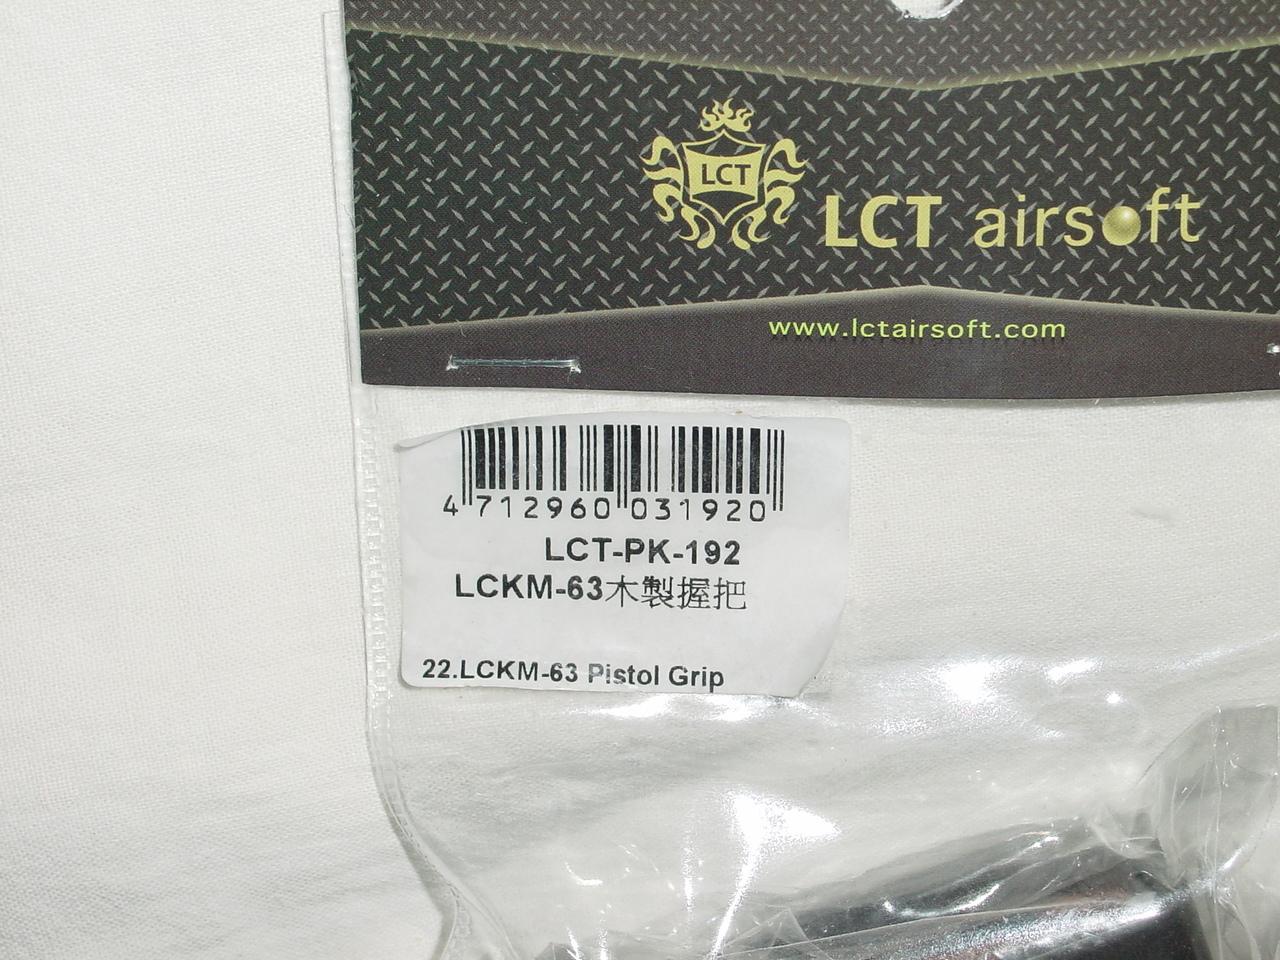 LCT
LCT airsoft
www.lctairsoft.com
4 712960 031920
LCT-PK-192
LCKM-63木製握把
22.LCKM-63 Pistol Grip